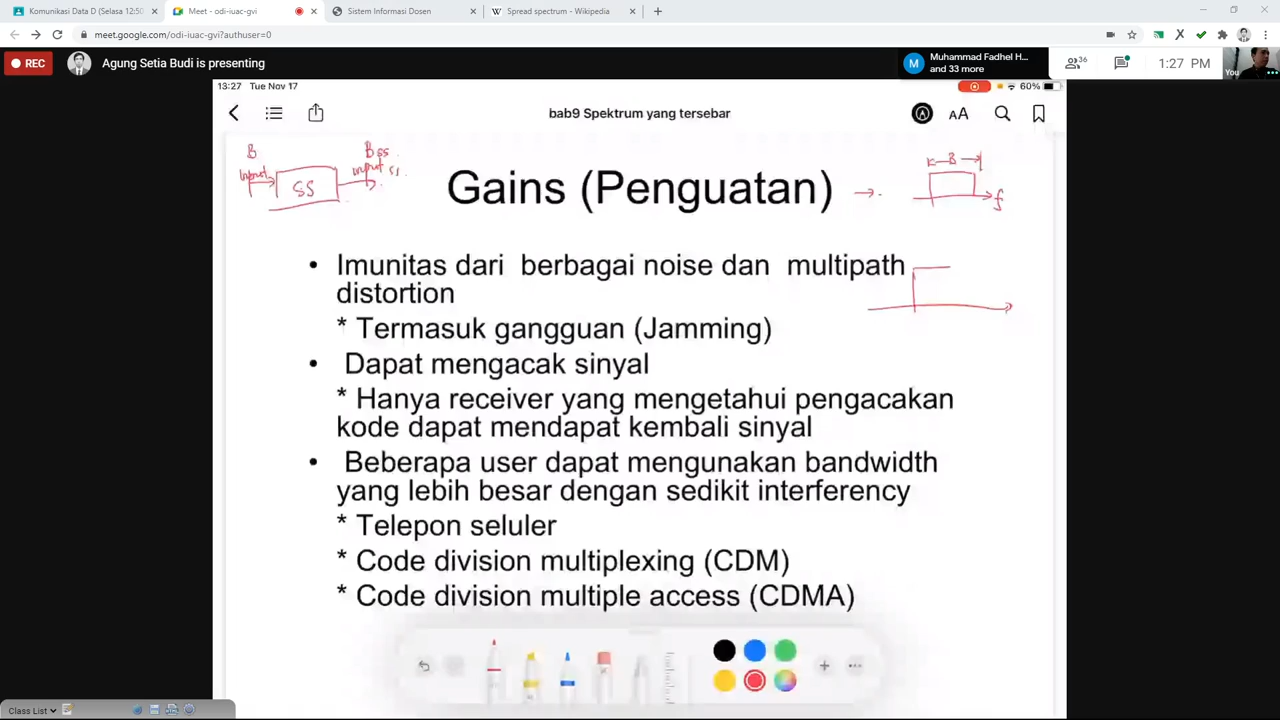 Komunikasi Data D (Selasa 12:50
Meet - odi-iuac-gvi
Sistem Informasi Dosen
Spread spectrum - Wikipedia
meet.google.com/odi-iuac-gvi?authuser=0
REC
Agung Setia Budi is presenting
M
Muhammad Fadhel H...
and 33 more
36
1:27 PM
You
13:27 Tue Nov 17
60%
bab9 Spektrum yang tersebar
AA
B
input
SS
Bss
input ss
Gains (Penguatan)
B
f
• Imunitas dari berbagai noise dan multipath
distortion
* Termasuk gangguan (Jamming)
• Dapat mengacak sinyal
* Hanya receiver yang mengetahui pengacakan
kode dapat mendapat kembali sinyal
• Beberapa user dapat mengunakan bandwidth
yang lebih besar dengan sedikit interferency
* Telepon seluler
* Code division multiplexing (CDM)
* Code division multiple access (CDMA)
Class List